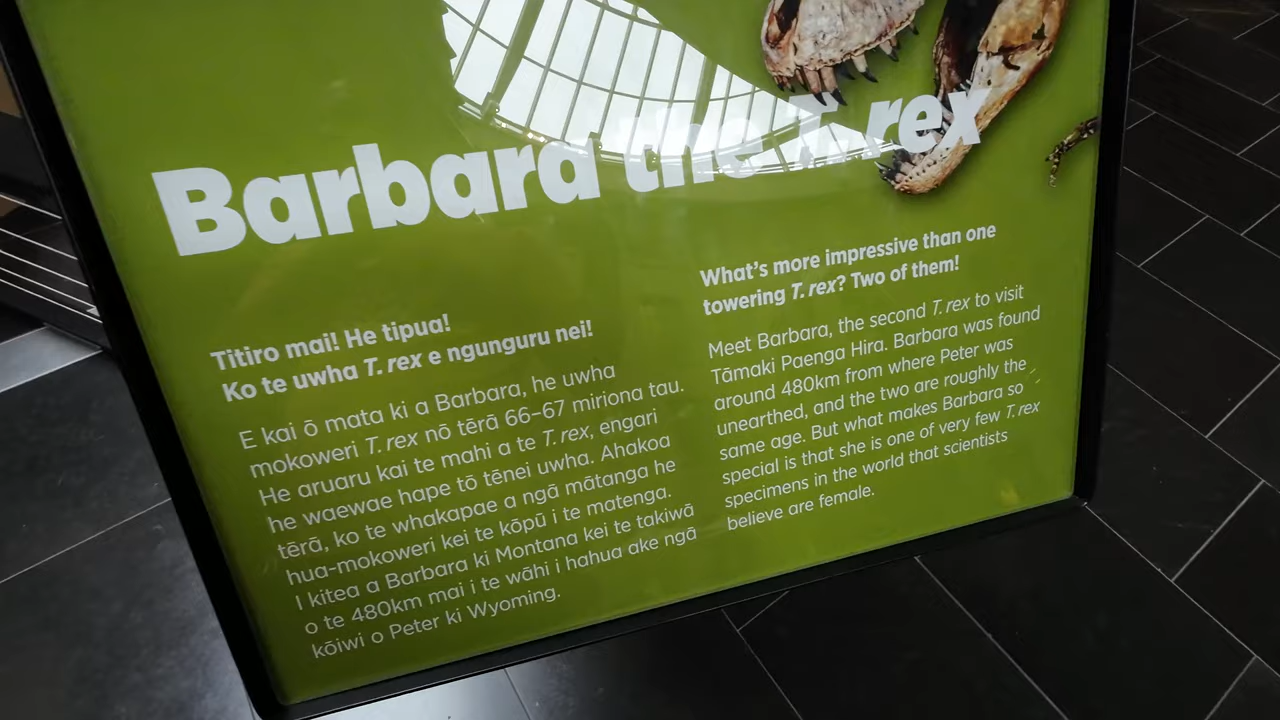 Barbara the T. rex
Titiro mai! He tipua!
Ko te uwha T. rex e ngunguru nei!
E kai ō mata ki a Barbara, he uwha
mokoweri T. rex nō tērā 66–67 miriona tau.
He aruaru kai te mahi a te T. rex, engari
he waewae hape tō tēnei uwha. Ahakoa
tērā, ko te whakapae a ngā mātanga he
hua-mokoweri kei te kōpū i te matenga.
I kitea a Barbara ki Montana kei te takiwā
o te 480km mai i te wāhi i hahua ake ngā
kōiwi o Peter ki Wyoming.
What’s more impressive than one
towering T. rex? Two of them!
Meet Barbara, the second T. rex to visit
Tāmaki Paenga Hira. Barbara was found
around 480km from where Peter was
unearthed, and the two are roughly the
same age. But what makes Barbara so
special is that she is one of very few T. rex
specimens in the world that scientists
believe are female.